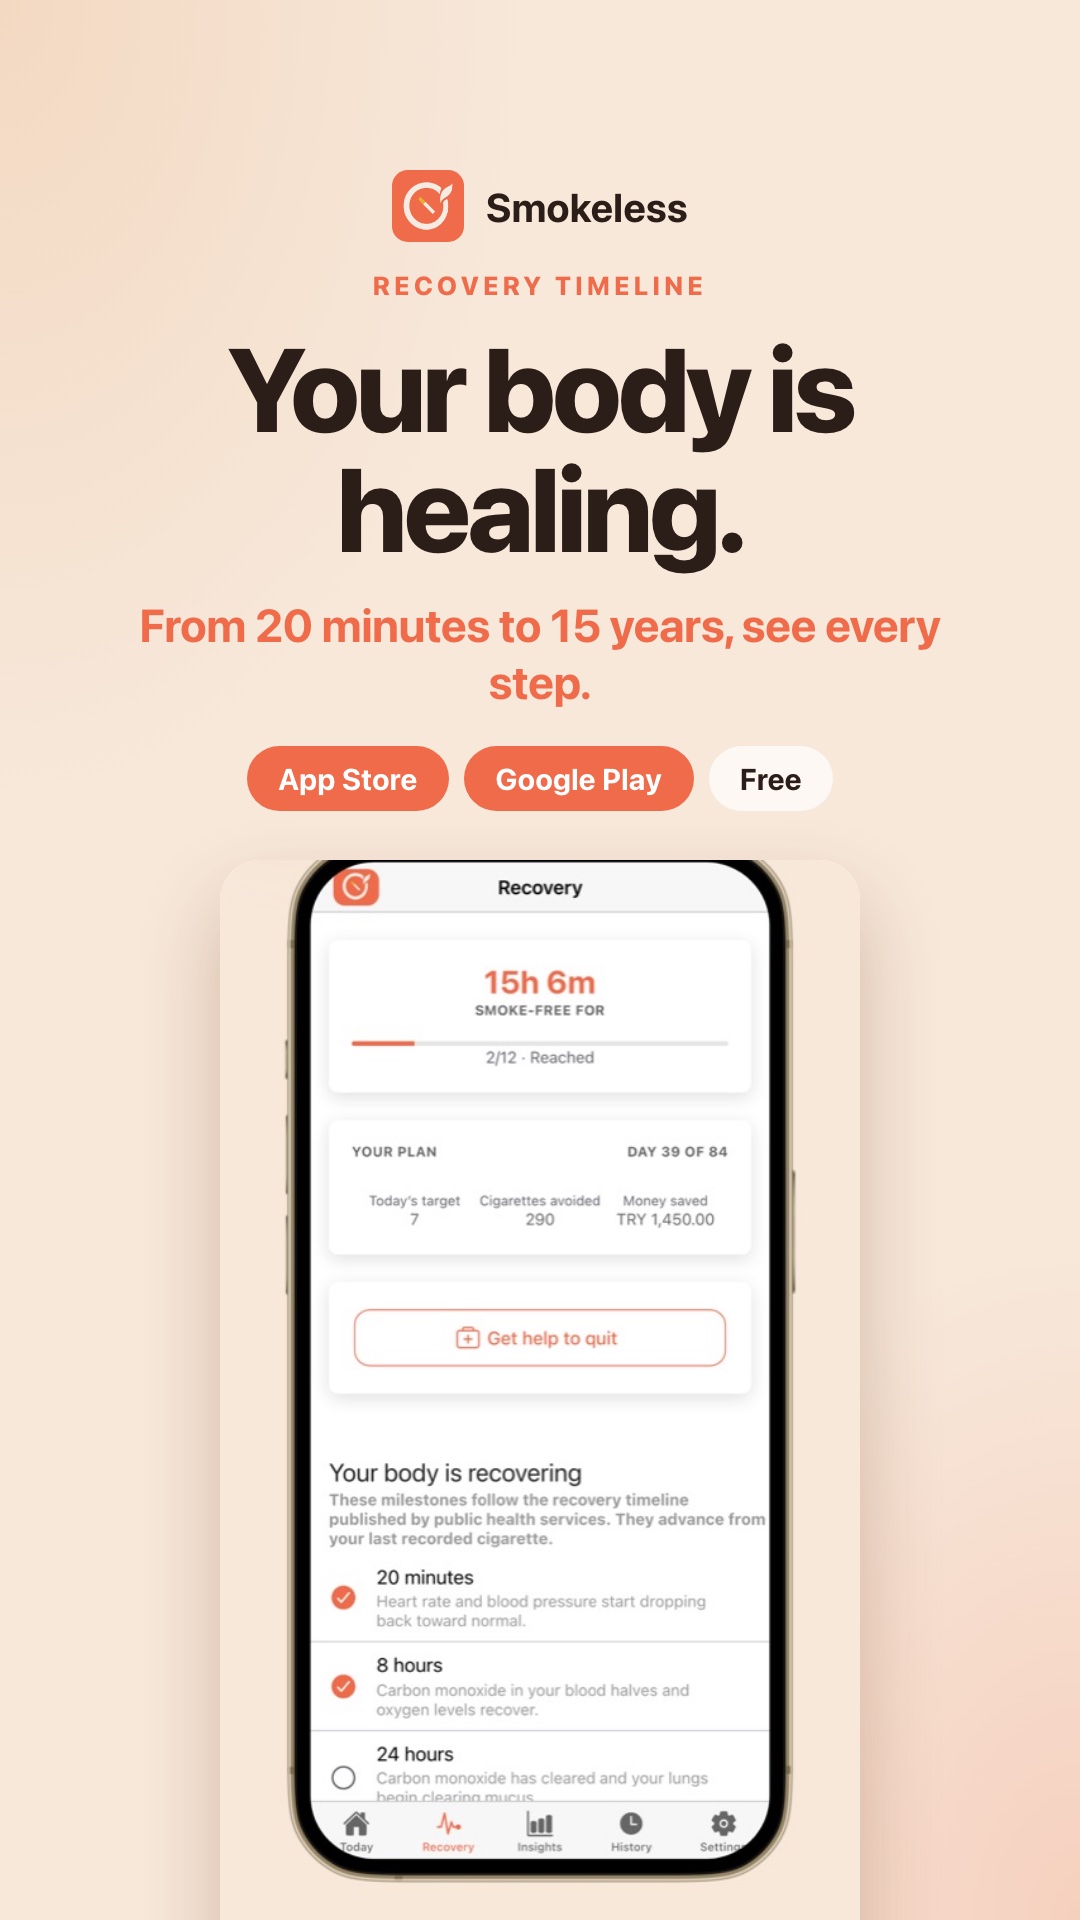 Smokeless
RECOVERY TIMELINE
Your body is
healing.
From 20 minutes to 15 years, see every
step.
App Store
Google Play
Free
Recovery
15h 6m
SMOKE-FREE FOR
2/12 · Reached
YOUR PLAN
DAY 39 OF 84
Today's target
Cigarettes avoided
Money saved
7
290
TRY 1,450.00
Get help to quit
Your body is recovering
These milestones follow the recovery timeline
published by public health services. They advance from
your last recorded cigarette.
20 minutes
Heart rate and blood pressure start dropping
back toward normal.
8 hours
Carbon monoxide in your blood halves and
oxygen levels recover.
24 hours
Carbon monoxide has cleared and your lungs
begin clearing mucus
Today
Recovery
Insights
History
Settings